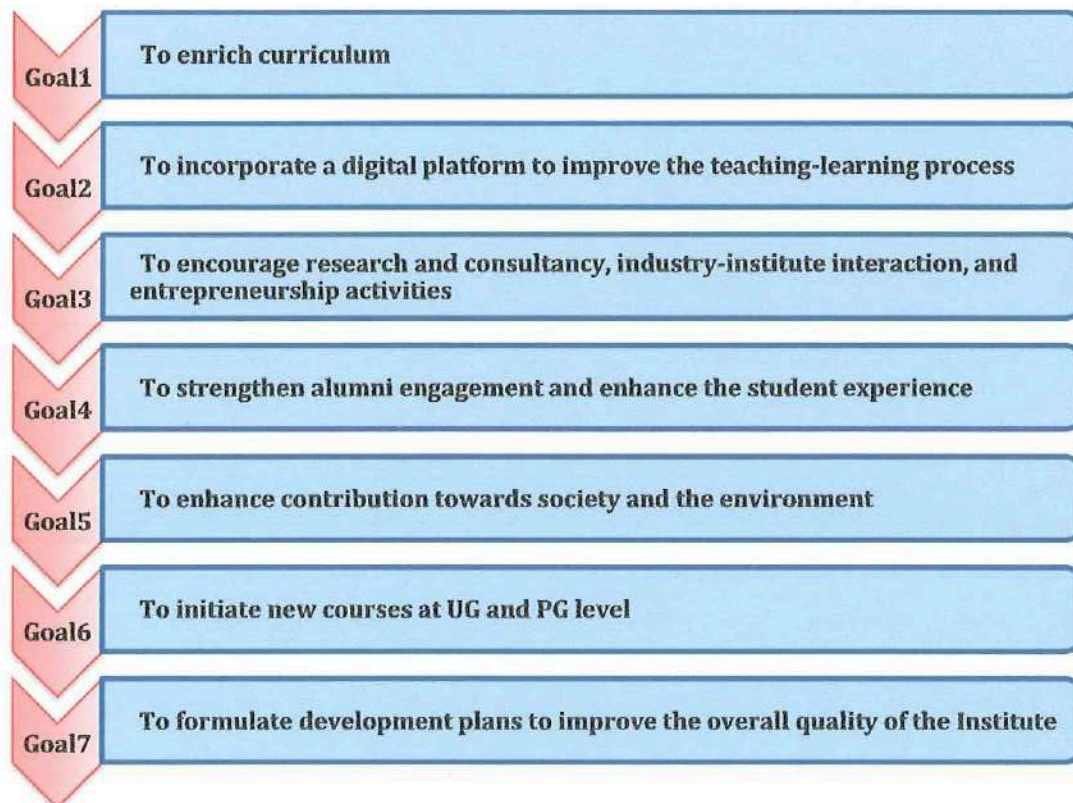 Goal1
To enrich curriculum
Goal2
To incorporate a digital platform to improve the teaching-learning process
Goal3
To encourage research and consultancy, industry-institute interaction, and
entrepreneurship activities
Goal4
To strengthen alumni engagement and enhance the student experience
Goal5
To enhance contribution towards society and the environment
Goal6
To initiate new courses at UG and PG level
Goal7
To formulate development plans to improve the overall quality of the Institute